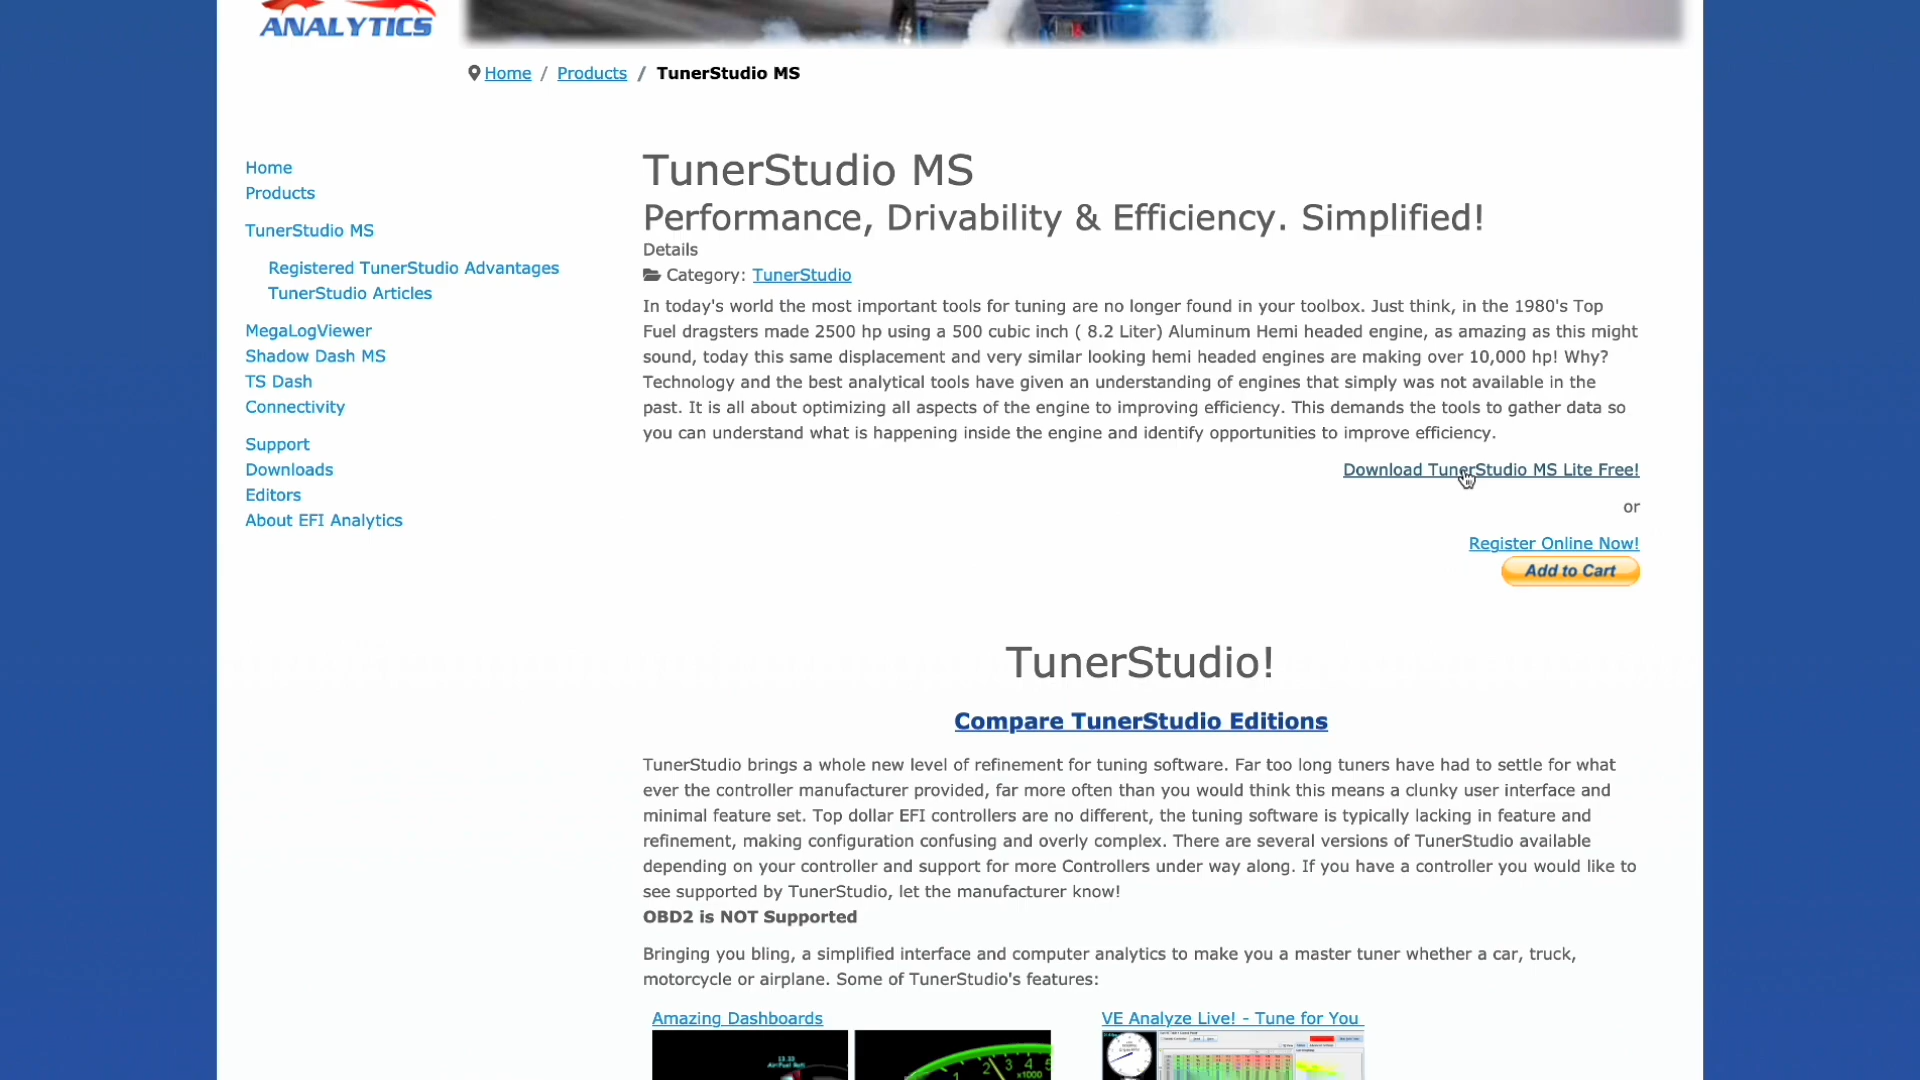 ANALYTICS
Home / Products / TunerStudio MS
Home
Products
TunerStudio MS
Registered TunerStudio Advantages
TunerStudio Articles
MegaLogViewer
Shadow Dash MS
TS Dash
Connectivity
Support
Downloads
Editors
About EFI Analytics
TunerStudio MS
Performance, Drivability & Efficiency. Simplified!
Details
Category: TunerStudio
In today's world the most important tools for tuning are no longer found in your toolbox. Just think, in the 1980's Top
Fuel dragsters made 2500 hp using a 500 cubic inch ( 8.2 Liter) Aluminum Hemi headed engine, as amazing as this might
sound, today this same displacement and very similar looking hemi headed engines are making over 10,000 hp! Why?
Technology and the best analytical tools have given an understanding of engines that simply was not available in the
past. It is all about optimizing all aspects of the engine to improving efficiency. This demands the tools to gather data so
you can understand what is happening inside the engine and identify opportunities to improve efficiency.
Download TunerStudio MS Lite Free!
or
Register Online Now!
Add to Cart
TunerStudio!
Compare TunerStudio Editions
TunerStudio brings a whole new level of refinement for tuning software. Far too long tuners have had to settle for what
ever the controller manufacturer provided, far more often than you would think this means a clunky user interface and
minimal feature set. Top dollar EFI controllers are no different, the tuning software is typically lacking in feature and
refinement, making configuration confusing and overly complex. There are several versions of TunerStudio available
depending on your controller and support for more Controllers under way along. If you have a controller you would like to
see supported by TunerStudio, let the manufacturer know!
OBD2 is NOT Supported
Bringing you bling, a simplified interface and computer analytics to make you a master tuner whether a car, truck,
motorcycle or airplane. Some of TunerStudio's features:
Amazing Dashboards
VE Analyze Live! - Tune for You
13.33
1 2 3 4 5
x1000